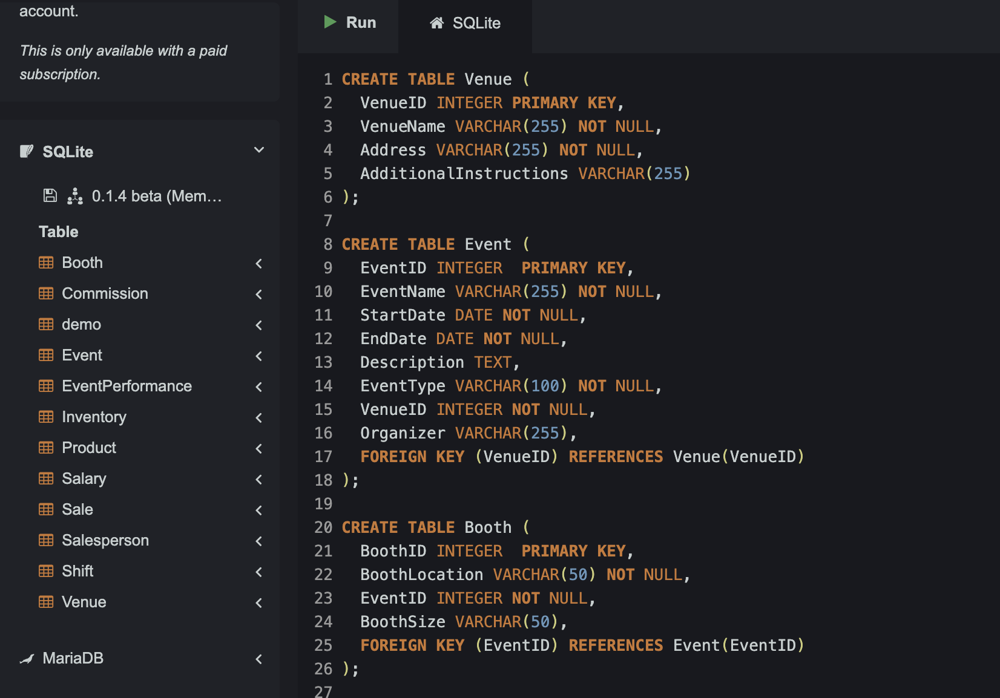 account.
This is only available with a paid
subscription.
SQLite
0.1.4 beta (Mem...
Table
Booth
Commission
demo
Event
EventPerformance
Inventory
Product
Salary
Sale
Salesperson
Shift
Venue
MariaDB
Run
SQLite
1 CREATE TABLE Venue (
2   VenueID INTEGER PRIMARY KEY,
3   VenueName VARCHAR(255) NOT NULL,
4   Address VARCHAR(255) NOT NULL,
5   AdditionalInstructions VARCHAR(255)
6 );
7
8 CREATE TABLE Event (
9   EventID INTEGER  PRIMARY KEY,
10   EventName VARCHAR(255) NOT NULL,
11   StartDate DATE NOT NULL,
12   EndDate DATE NOT NULL,
13   Description TEXT,
14   EventType VARCHAR(100) NOT NULL,
15   VenueID INTEGER NOT NULL,
16   Organizer VARCHAR(255),
17   FOREIGN KEY (VenueID) REFERENCES Venue(VenueID)
18 );
19
20 CREATE TABLE Booth (
21   BoothID INTEGER  PRIMARY KEY,
22   BoothLocation VARCHAR(50) NOT NULL,
23   EventID INTEGER NOT NULL,
24   BoothSize VARCHAR(50),
25   FOREIGN KEY (EventID) REFERENCES Event(EventID)
26 );
27